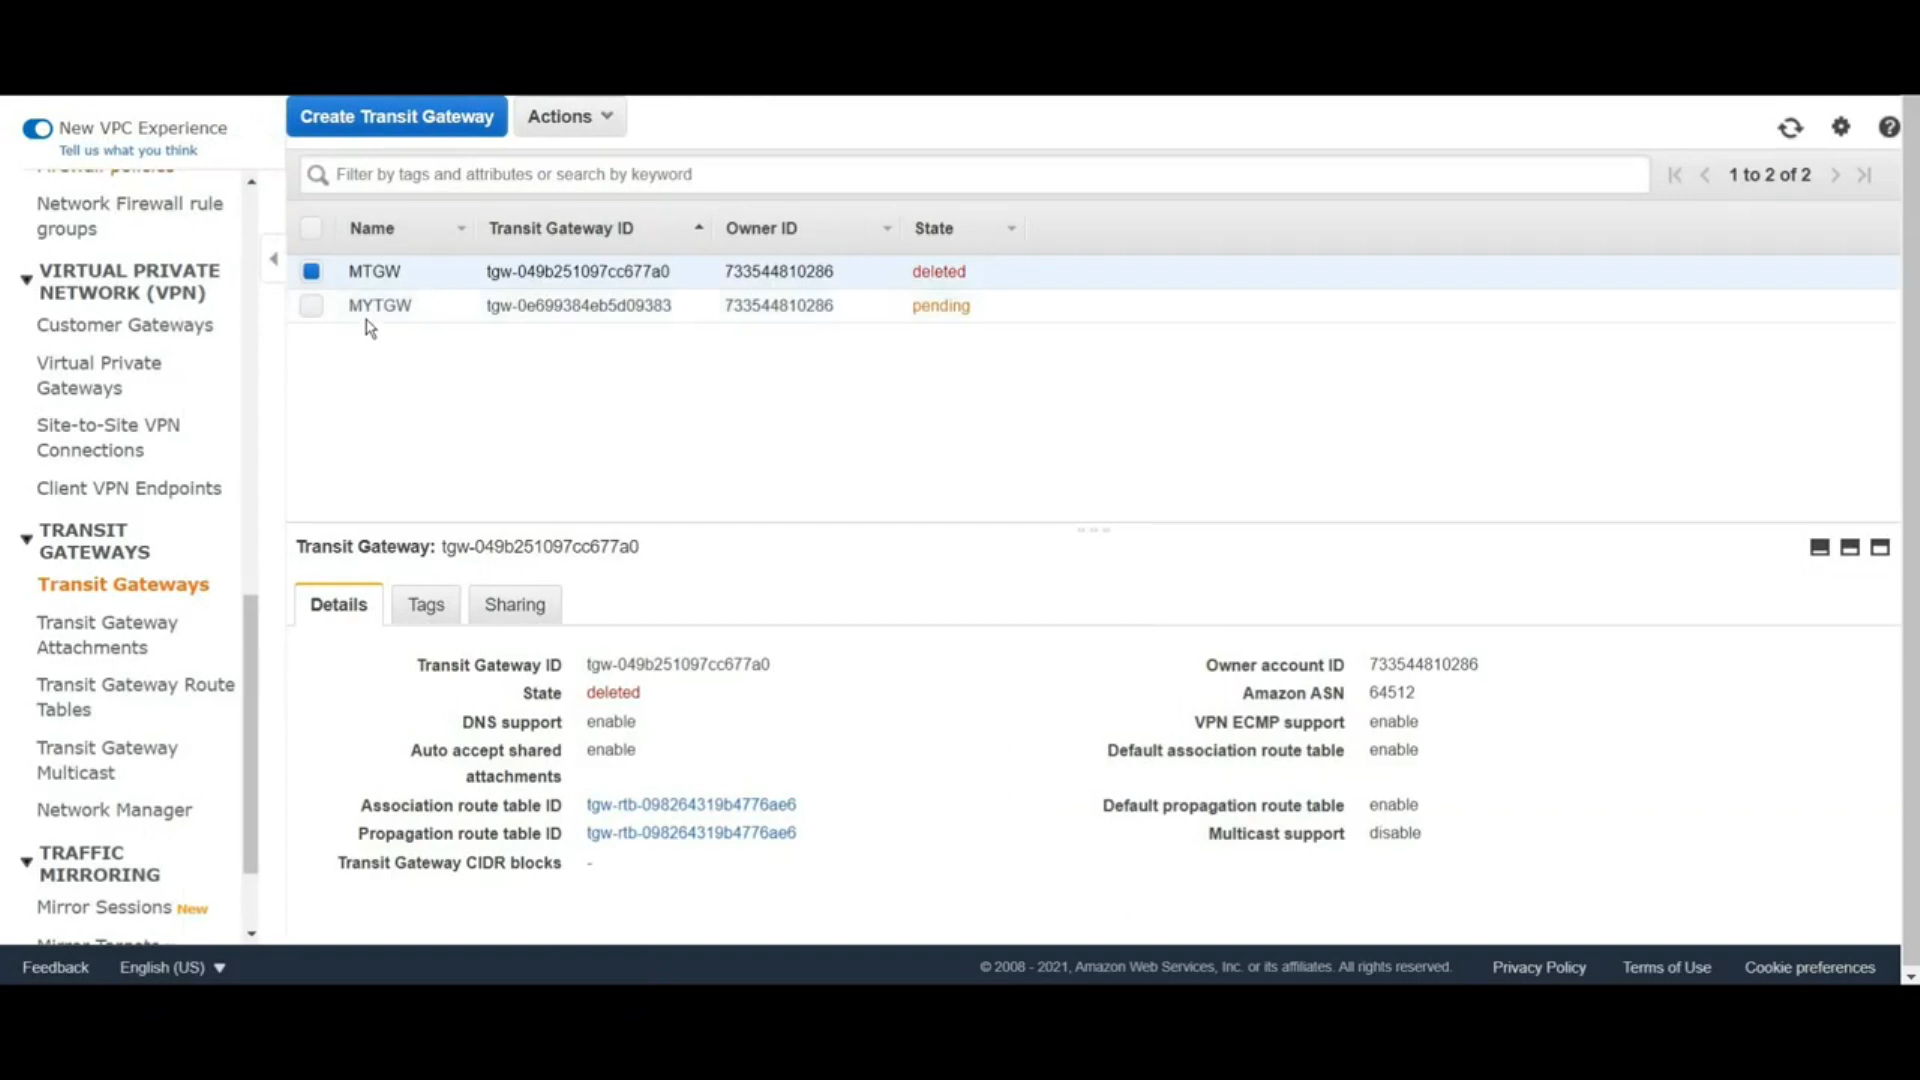 New VPC Experience
Tell us what you think
Create Transit Gateway
Actions
Filter by tags and attributes or search by keyword
1 to 2 of 2
Name
Transit Gateway ID
Owner ID
State
MTGW
tgw-049b251097cc677a0
733544810286
deleted
MYTGW
tgw-0e699384eb5d09383
733544810286
pending
Firewall policies
Network Firewall rule
groups
VIRTUAL PRIVATE
NETWORK (VPN)
Customer Gateways
Virtual Private
Gateways
Site-to-Site VPN
Connections
Client VPN Endpoints
TRANSIT
GATEWAYS
Transit Gateways
Transit Gateway
Attachments
Transit Gateway Route
Tables
Transit Gateway
Multicast
Network Manager
TRAFFIC
MIRRORING
Mirror Sessions New
Mirror Targets
Transit Gateway: tgw-049b251097cc677a0
Details
Tags
Sharing
Transit Gateway ID tgw-049b251097cc677a0
State deleted
DNS support enable
Auto accept shared
attachments
enable
Association route table ID tgw-rtb-098264319b4776ae6
Propagation route table ID tgw-rtb-098264319b4776ae6
Transit Gateway CIDR blocks -
Owner account ID 733544810286
Amazon ASN 64512
VPN ECMP support enable
Default association route table enable
Default propagation route table enable
Multicast support disable
Feedback
English (US)
© 2008 - 2021, Amazon Web Services, Inc. or its affiliates. All rights reserved.
Privacy Policy
Terms of Use
Cookie preferences